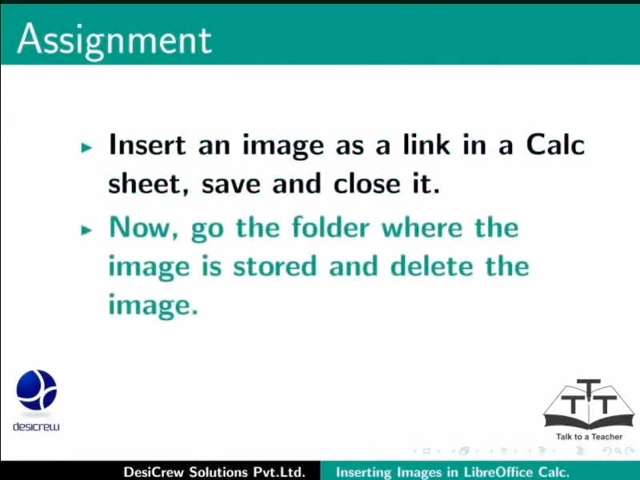 Assignment
Insert an image as a link in a Calc
sheet, save and close it.
Now, go the folder where the
image is stored and delete the
image.
desicrew
T T T
Talk to a Teacher
DesiCrew Solutions Pvt.Ltd. Inserting Images in LibreOffice Calc.